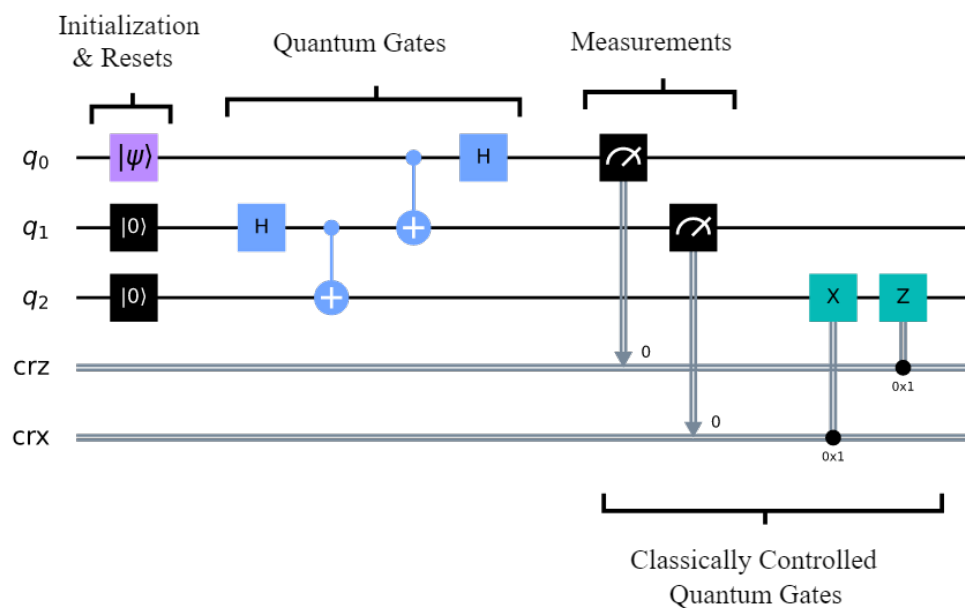 Initialization
& Resets
Quantum Gates
Measurements
q0 |ψ⟩ H
q1 |0⟩ H
q2 |0⟩ X Z
crz 0 0x1
crx 0 0x1
Classically Controlled
Quantum Gates